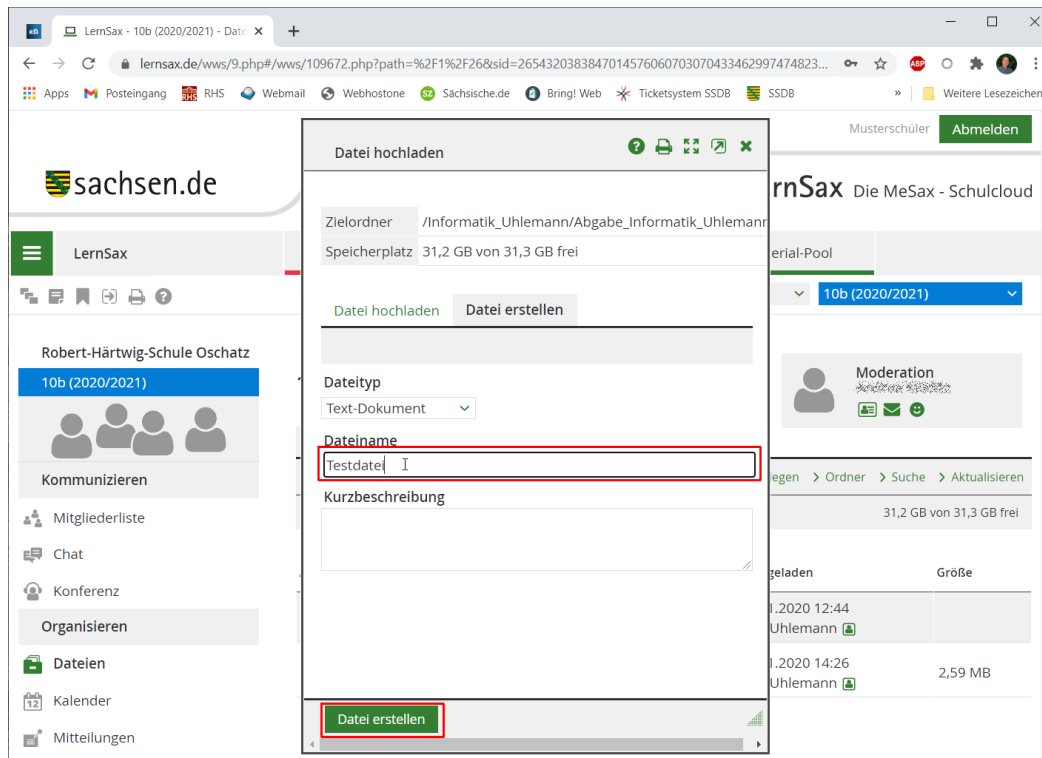 LernSax - 10b (2020/2021) - Date
lernsax.de/wws/9.php#/wws/109672.php?path=%2F1%2F26&sid=26543203838470145760607030704334629974748​23...
Apps Posteingang RHS Webmail Webhostone Sächsische.de Bring! Web Ticketsystem SSDB SSDB » Weitere Lesezeichen
Musterschüler Abmelden
sachsen.de
rnSax Die MeSax - Schulcloud
LernSax
erial-Pool
10b (2020/2021)
Robert-Härtwig-Schule Oschatz
10b (2020/2021)
Kommunizieren
Mitgliederliste
Chat
Konferenz
Organisieren
Dateien
12 Kalender
Mitteilungen
Datei hochladen
Zielordner /Informatik_Uhlemann/Abgabe_Informatik_Uhlemann
Speicherplatz 31,2 GB von 31,3 GB frei
Datei hochladen Datei erstellen
Dateityp
Text-Dokument
Dateiname
Testdatei
Kurzbeschreibung
Datei erstellen
Moderation
legen > Ordner > Suche > Aktualisieren
31,2 GB von 31,3 GB frei
geladen Größe
1.2020 12:44
Uhlemann
1.2020 14:26
Uhlemann
2,59 MB